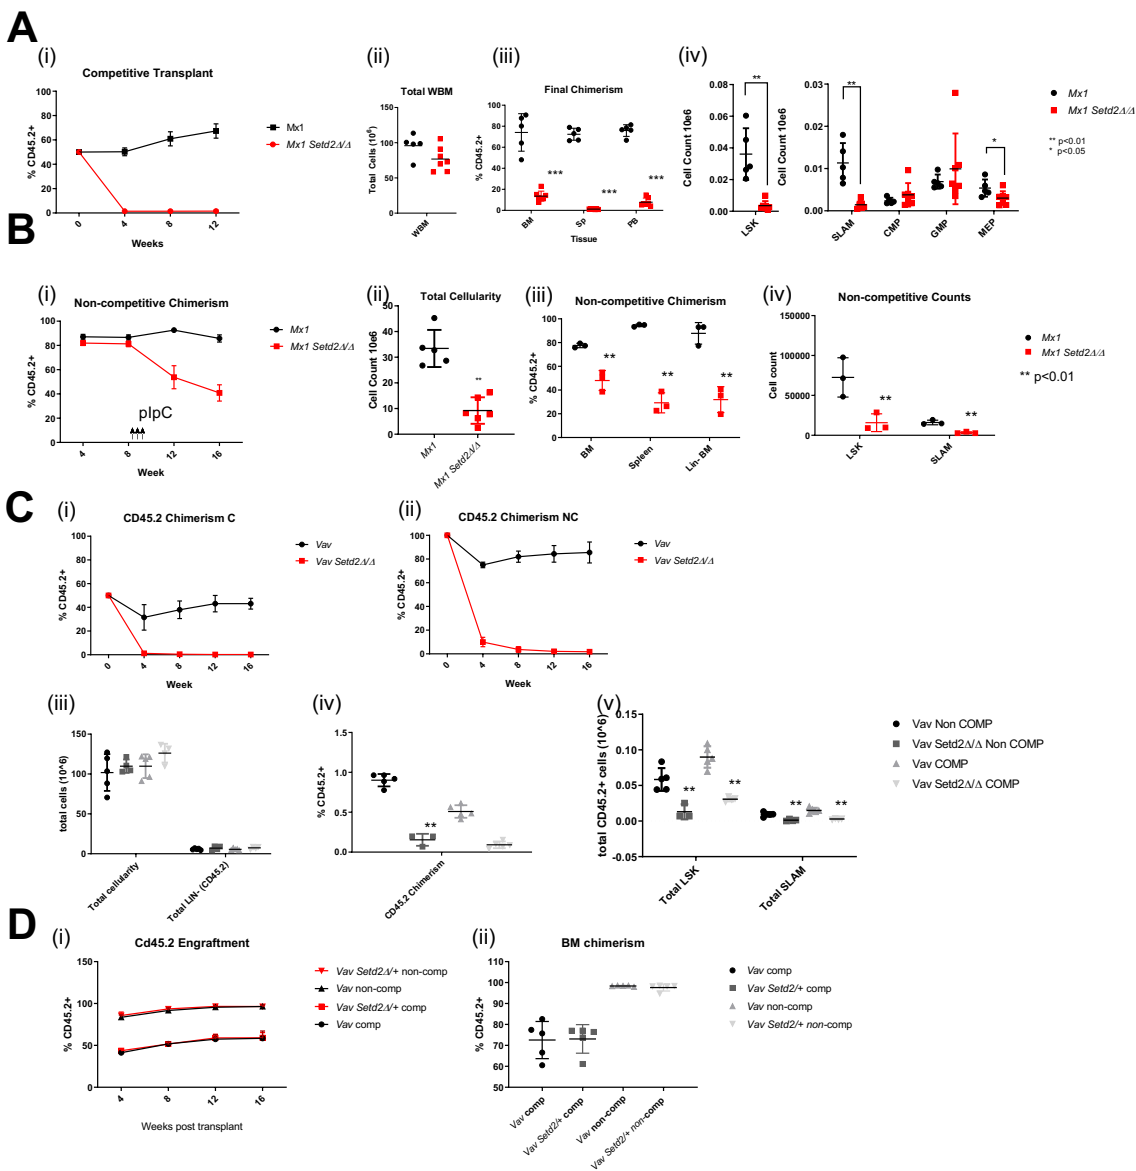 A
(i)
Competitive Transplant
% CD45.2+
100
80
60
40
20
0
0
4
8
12
Weeks
Mx1
Mx1 Setd2Δ/Δ
(ii)
Total WBM
Total Cells (10⁶)
150
100
50
0
WBM
(iii)
Final Chimerism
% CD45.2+
100
80
60
40
20
0
***
***
***
BM
Sp
PB
Tissue
(iv)
Cell Count 10e6
0.08
0.06
0.04
0.02
0.00
**
LSK
Cell Count 10e6
0.03
0.02
0.01
0.00
**
*
SLAM
CMP
GMP
MEP
Mx1
Mx1 Setd2Δ/Δ
** p<0.01
* p<0.05
B
(i)
Non-competitive Chimerism
% CD45.2+
100
80
60
40
20
0
pIpC
4
8
12
16
Week
Mx1
Mx1 Setd2Δ/Δ
(ii)
Total Cellularity
Cell Count 10e6
50
40
30
20
10
0
**
Mx1
Mx1 Setd2Δ/Δ
(iii)
Non-competitive Chimerism
% CD45.2+
100
80
60
40
20
0
**
**
**
BM
Spleen
Lin- BM
(iv)
Non-competitive Counts
Cell count
150000
100000
50000
0
**
**
LSK
SLAM
Mx1
Mx1 Setd2Δ/Δ
** p<0.01
C
(i)
CD45.2 Chimerism C
% CD45.2+
100
80
60
40
20
0
0
4
8
12
16
Week
Vav
Vav Setd2Δ/Δ
(ii)
CD45.2 Chimerism NC
% CD45.2+
100
80
60
40
20
0
0
4
8
12
16
Week
Vav
Vav Setd2Δ/Δ
(iii)
total cells (10^6)
150
100
50
0
Total cellularity
Total LIN- (CD45.2)
(iv)
% CD45.2+
1.5
1.0
0.5
0.0
**
CD45.2 Chimerism
(v)
total CD45.2+ cells (10^6)
0.15
0.10
0.05
0.00
-0.05
**
**
**
**
Total LSK
Total SLAM
Vav Non COMP
Vav Setd2Δ/Δ Non COMP
Vav COMP
Vav Setd2Δ/Δ COMP
D
(i)
Cd45.2 Engraftment
% CD45.2+
150
100
50
0
4
8
12
16
Weeks post transplant
Vav Setd2Δ/+ non-comp
Vav non-comp
Vav Setd2Δ/+ comp
Vav comp
(ii)
BM chimerism
% CD45.2+
110
100
90
80
70
60
50
Vav comp
Vav Setd2/+ comp
Vav non-comp
Vav Setd2/+ non-comp
Vav comp
Vav Setd2/+ comp
Vav non-comp
Vav Setd2/+ non-comp